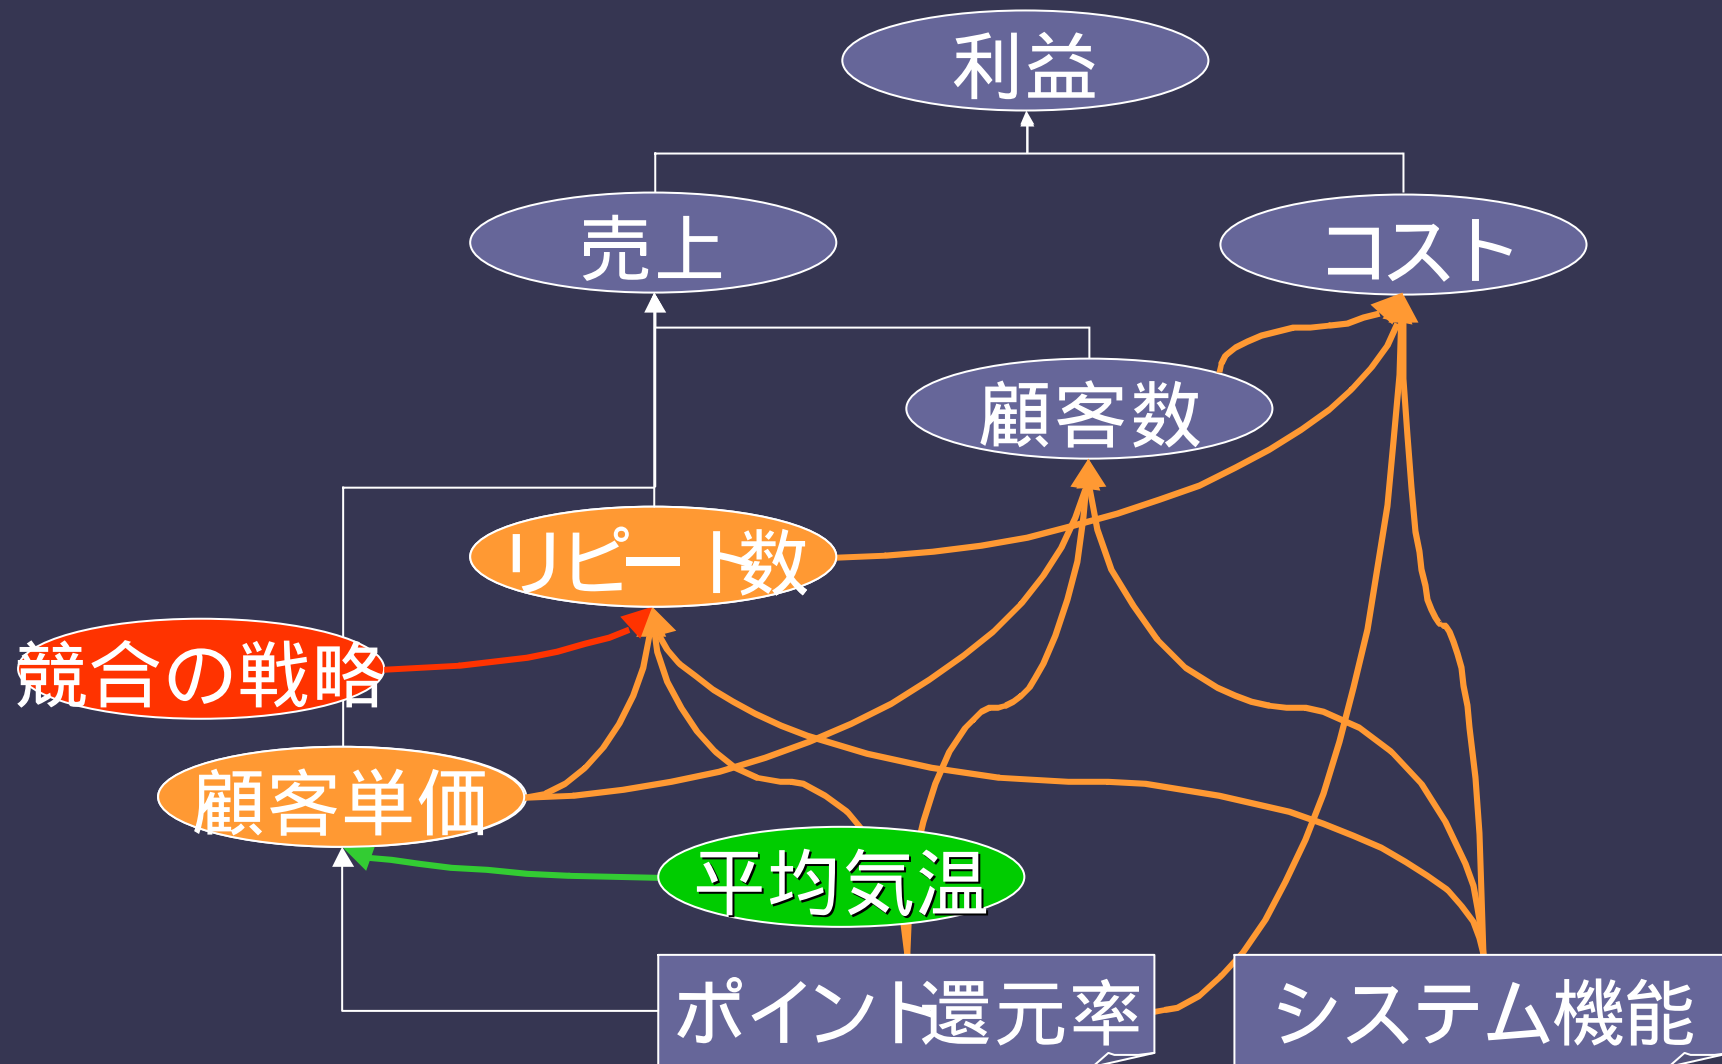 利益
売上
コスト
顧客数
リピート数
競合の戦略
顧客単価
平均気温
ポイント還元率
システム機能